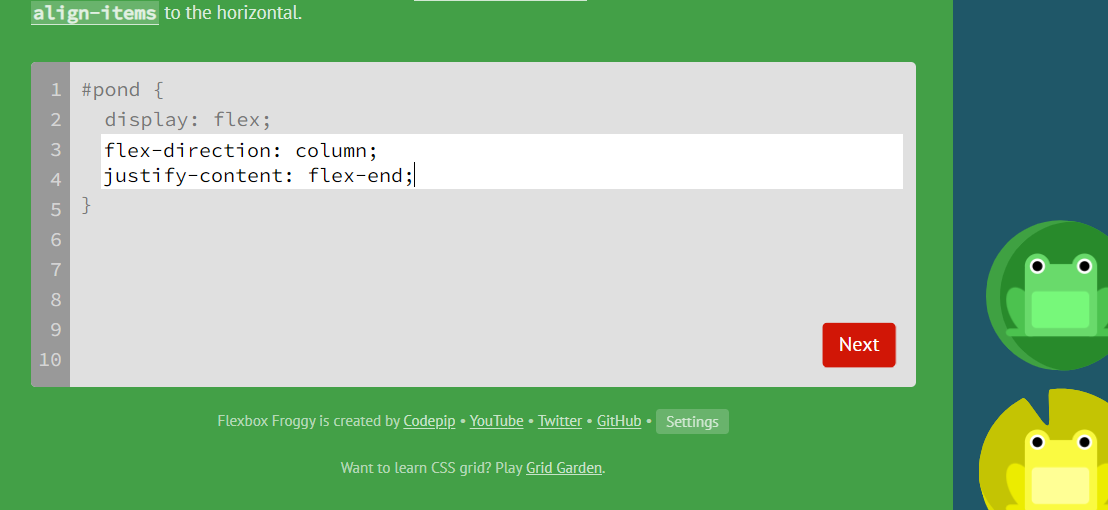 align-items to the horizontal.
1 #pond {
2 display: flex;
3 flex-direction: column;
4 justify-content: flex-end;
5 }
6
7
8
9
10
Next
Flexbox Froggy is created by Codepip • YouTube • Twitter • GitHub • Settings
Want to learn CSS grid? Play Grid Garden.